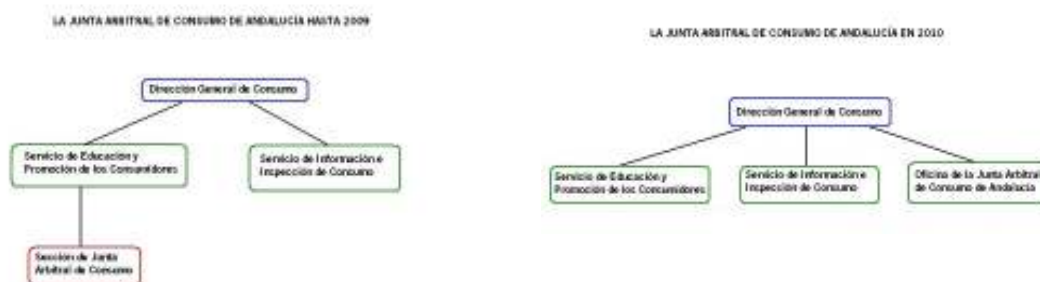 LA JUNTA ARBITRAL DE CONSUMO DE ANDALUCÍA HASTA 2009
Dirección General de Consumo
Servicio de Educación y
Promoción de los Consumidores
Servicio de Información e
Inspección de Consumo
Sección de Junta
Arbitral de Consumo
LA JUNTA ARBITRAL DE CONSUMO DE ANDALUCÍA EN 2010
Dirección General de Consumo
Servicio de Educación y
Promoción de los Consumidores
Servicio de Información e
Inspección de Consumo
Oficina de la Junta Arbitral
de Consumo de Andalucía